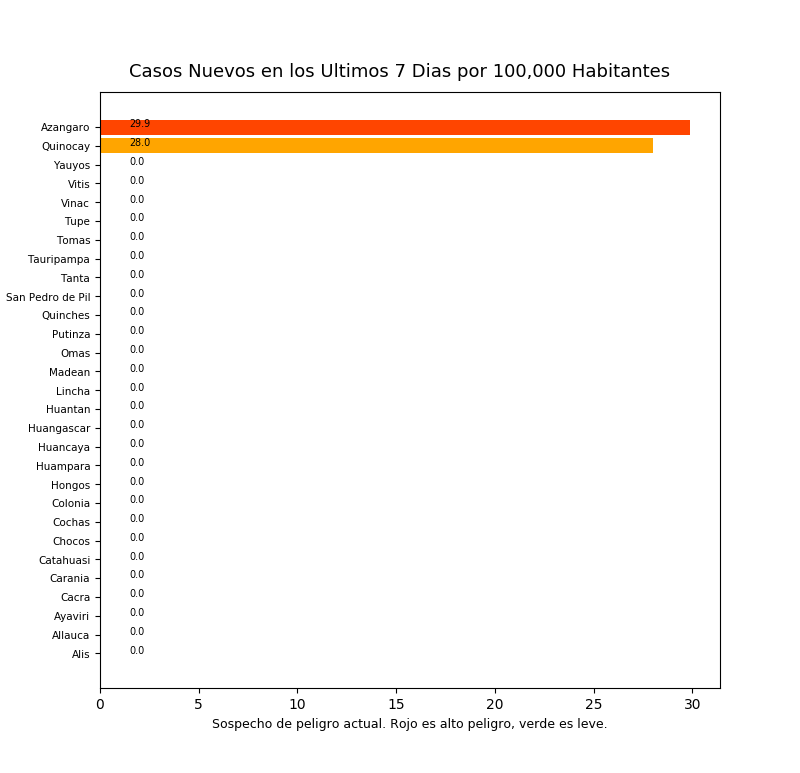 Casos Nuevos en los Ultimos 7 Dias por 100,000 Habitantes
Azangaro 29.9
Quinocay 28.0
Yauyos 0.0
Vitis 0.0
Vinac 0.0
Tupe 0.0
Tomas 0.0
Tauripampa 0.0
Tanta 0.0
San Pedro de Pil 0.0
Quinches 0.0
Putinza 0.0
Omas 0.0
Madean 0.0
Lincha 0.0
Huantan 0.0
Huangascar 0.0
Huancaya 0.0
Huampara 0.0
Hongos 0.0
Colonia 0.0
Cochas 0.0
Chocos 0.0
Catahuasi 0.0
Carania 0.0
Cacra 0.0
Ayaviri 0.0
Allauca 0.0
Alis 0.0
0 5 10 15 20 25 30
Sospecho de peligro actual. Rojo es alto peligro, verde es leve.